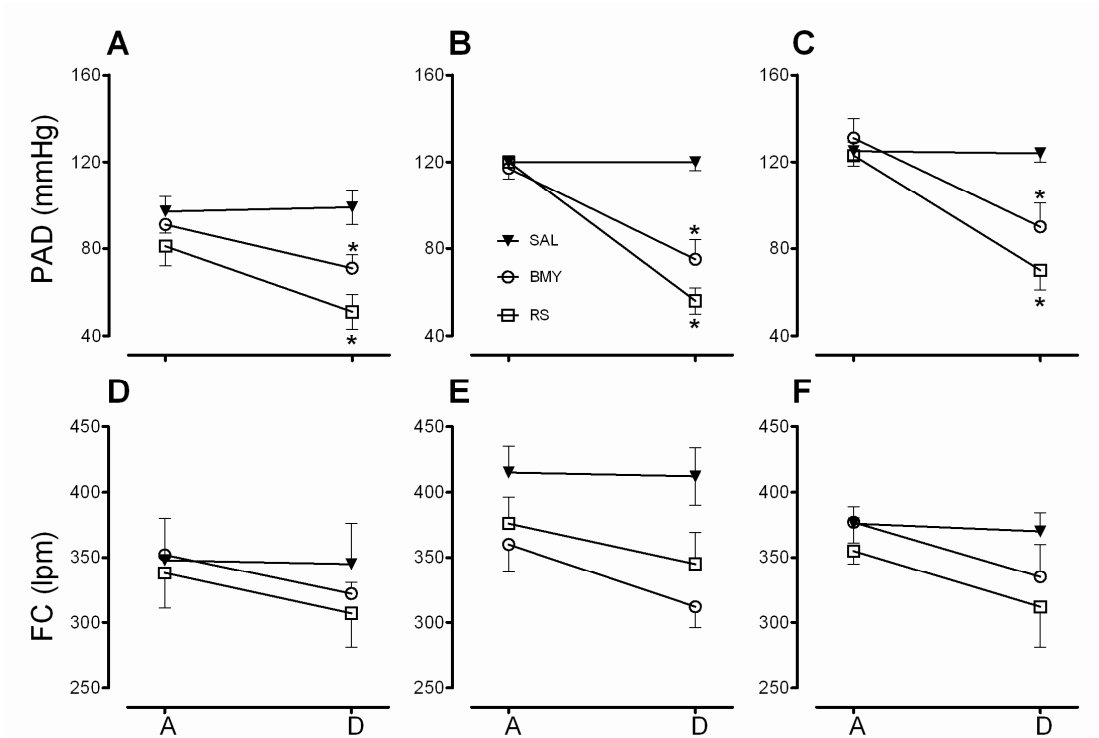 A B C
160 160 160
120 120 120
80 80 80
40 40 40
PAD (mmHg)
* * *
* * *
SAL
BMY
RS
D E F
450 450 450
400 400 400
350 350 350
300 300 300
250 250 250
FC (lpm)
A D A D A D